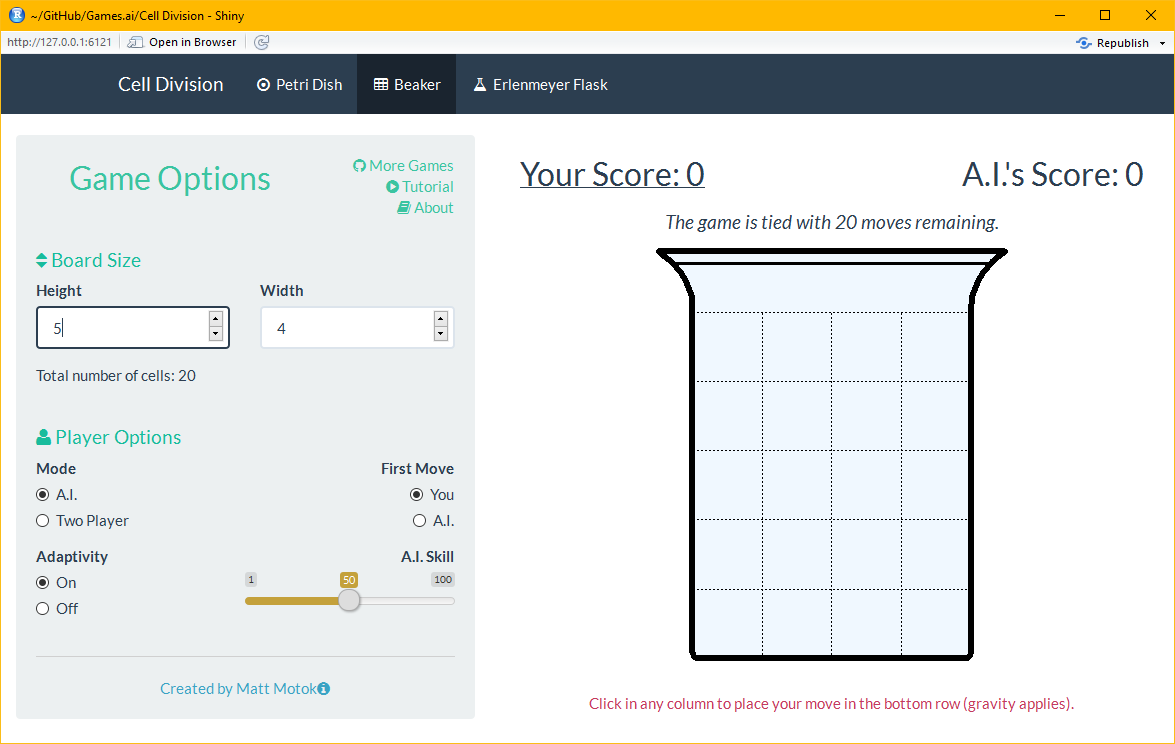 ~/GitHub/Games.ai/Cell Division - Shiny
http://127.0.0.1:6121 Open in Browser Republish
Cell Division Petri Dish Beaker Erlenmeyer Flask
Game Options
More Games
Tutorial
About
Board Size
Height Width
5 4
Total number of cells: 20
Player Options
Mode First Move
A.I. You
Two Player A.I.
Adaptivity A.I. Skill
On 1 50 100
Off
Created by Matt Motok
Your Score: 0 A.I.'s Score: 0
The game is tied with 20 moves remaining.
Click in any column to place your move in the bottom row (gravity applies).